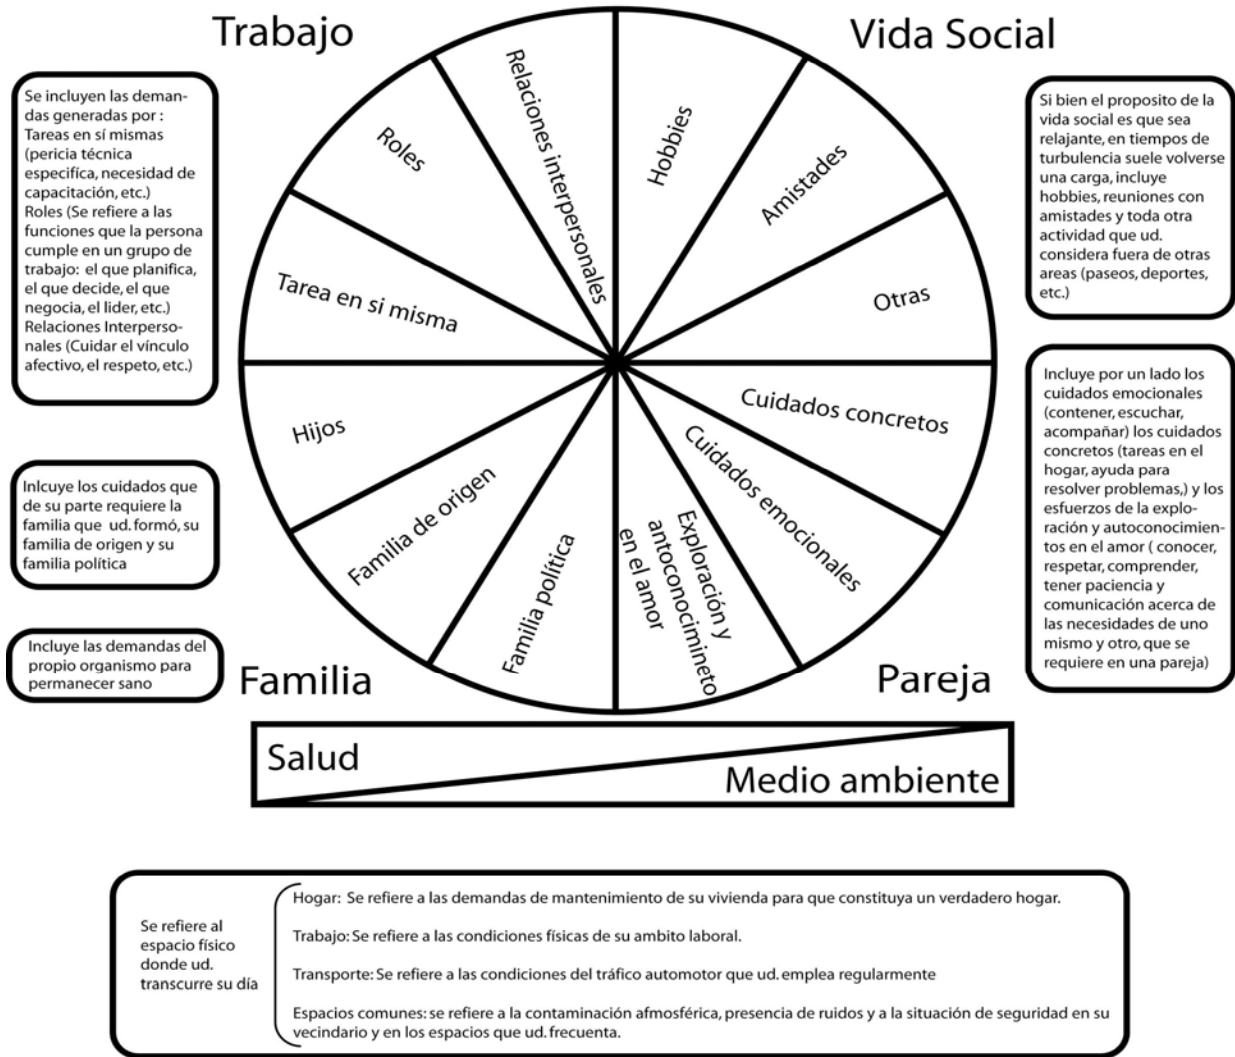 Trabajo
Vida Social
Se incluyen las deman-
das generadas por :
Tareas en sí mismas
(pericia técnica
especifíca, necesidad de
capacitación, etc.)
Roles (Se refiere a las
funciones que la persona
cumple en un grupo de
trabajo: el que planifica,
el que decide, el que
negocia, el lider, etc.)
Relaciones Interperso-
nales (Cuidar el vínculo
afectivo, el respeto, etc.)
Tarea en si misma
Roles
Relaciones interpersonales
Hobbies
Amistades
Otras
Si bien el proposito de la
vida social es que sea
relajante, en tiempos de
turbulencia suele volverse
una carga, incluye
hobbies, reuniones con
amistades y toda otra
actividad que ud.
considera fuera de otras
areas (paseos, deportes,
etc.)
Hijos
Familia de origen
Familia política
Exploración y
antoconocimineto
en el amor
Cuidados emocionales
Cuidados concretos
Incluye por un lado los
cuidados emocionales
(contener, escuchar,
acompañar) los cuidados
concretos (tareas en el
hogar, ayuda para
resolver problemas,) y los
esfuerzos de la explo-
ración y autoconocimien-
tos en el amor ( conocer,
respetar, comprender,
tener paciencia y
comunicación acerca de
las necesidades de uno
mismo y otro, que se
requiere en una pareja)
Inlcuye los cuidados que
de su parte requiere la
familia que ud. formó, su
familia de origen y su
familia política
Incluye las demandas del
propio organismo para
permanecer sano
Familia
Pareja
Salud
Medio ambiente
Se refiere al
espacio físico
donde ud.
transcurre su día
Hogar: Se refiere a las demandas de mantenimiento de su vivienda para que constituya un verdadero hogar.
Trabajo: Se refiere a las condiciones físicas de su ambito laboral.
Transporte: Se refiere a las condiciones del tráfico automotor que ud. emplea regularmente
Espacios comunes: se refiere a la contaminación afmosférica, presencia de ruidos y a la situación de seguridad en su
vecindario y en los espacios que ud. frecuenta.